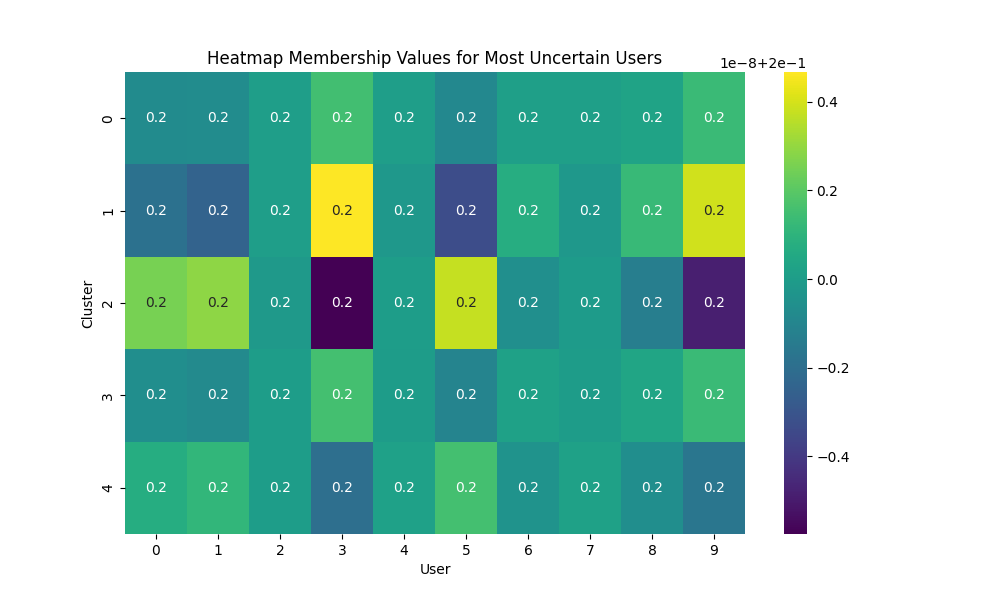 Heatmap Membership Values for Most Uncertain Users
1e−8+2e−1
0 0.2 0.2 0.2 0.2 0.2 0.2 0.2 0.2 0.2 0.2
0.4
1 0.2 0.2 0.2 0.2 0.2 0.2 0.2 0.2 0.2 0.2
0.2
0.0
Cluster
2 0.2 0.2 0.2 0.2 0.2 0.2 0.2 0.2 0.2 0.2
−0.2
3 0.2 0.2 0.2 0.2 0.2 0.2 0.2 0.2 0.2 0.2
−0.4
4 0.2 0.2 0.2 0.2 0.2 0.2 0.2 0.2 0.2 0.2
0 1 2 3 4 5 6 7 8 9
User